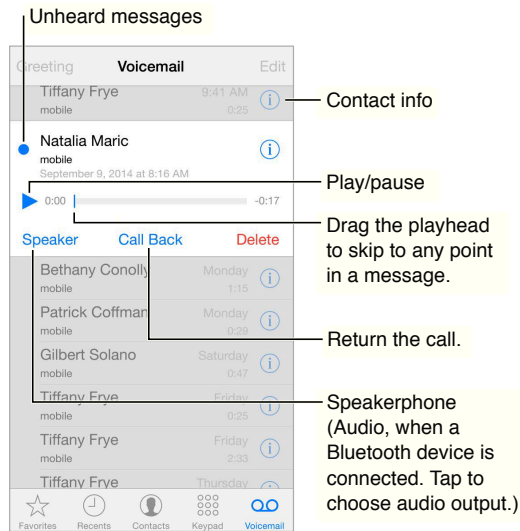 Unheard messages
Greeting Voicemail Edit
Tiffany Frye 9:41 AM
mobile 0:25
Contact info
Natalia Maric
mobile
September 9, 2014 at 8:16 AM
Play/pause
0:00 -0:17
Drag the playhead
to skip to any point
in a message.
Speaker Call Back Delete
Bethany Conolly Monday
mobile 1:15
Patrick Coffman Monday
mobile 0:29
Return the call.
Gilbert Solano Saturday
mobile 0:47
Tiffany Frye Friday
mobile 0:25
Speakerphone
(Audio, when a
Bluetooth device is
connected. Tap to
choose audio output.)
Tiffany Frye Friday
mobile 2:33
Tiffany Frye Thursday
Favorites Recents Contacts Keypad Voicemail